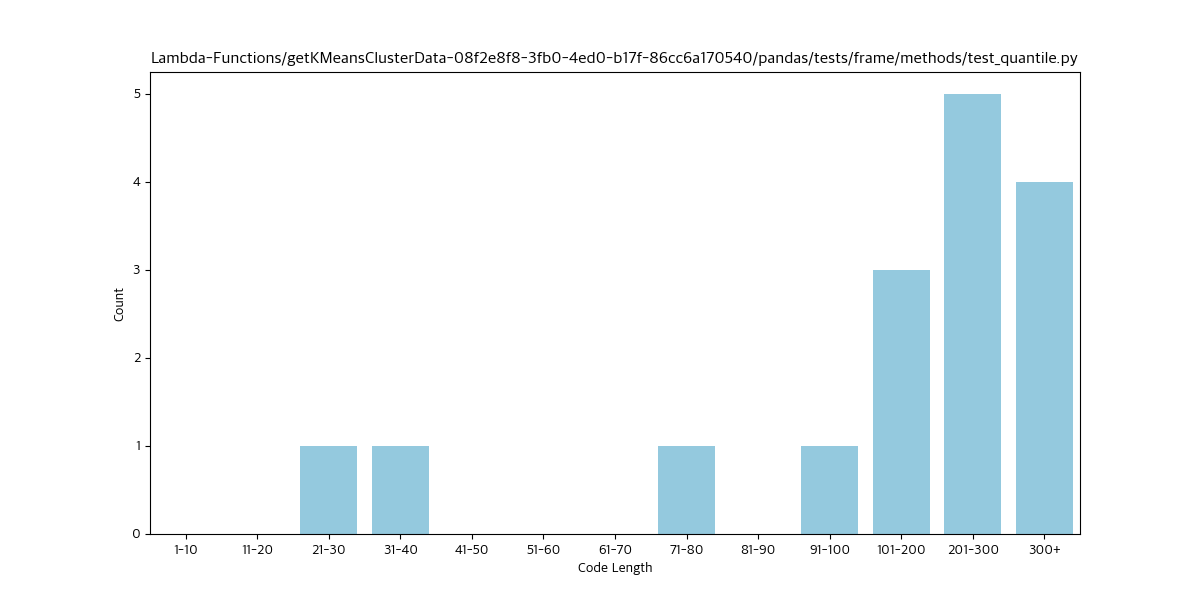 Lambda-Functions/getKMeansClusterData-08f2e8f8-3fb0-4ed0-b17f-86cc6a170540/pandas/tests/frame/methods/test_quantile.py
5
4
3
2
1
0
Count
1-10 11-20 21-30 31-40 41-50 51-60 61-70 71-80 81-90 91-100 101-200 201-300 300+
Code Length